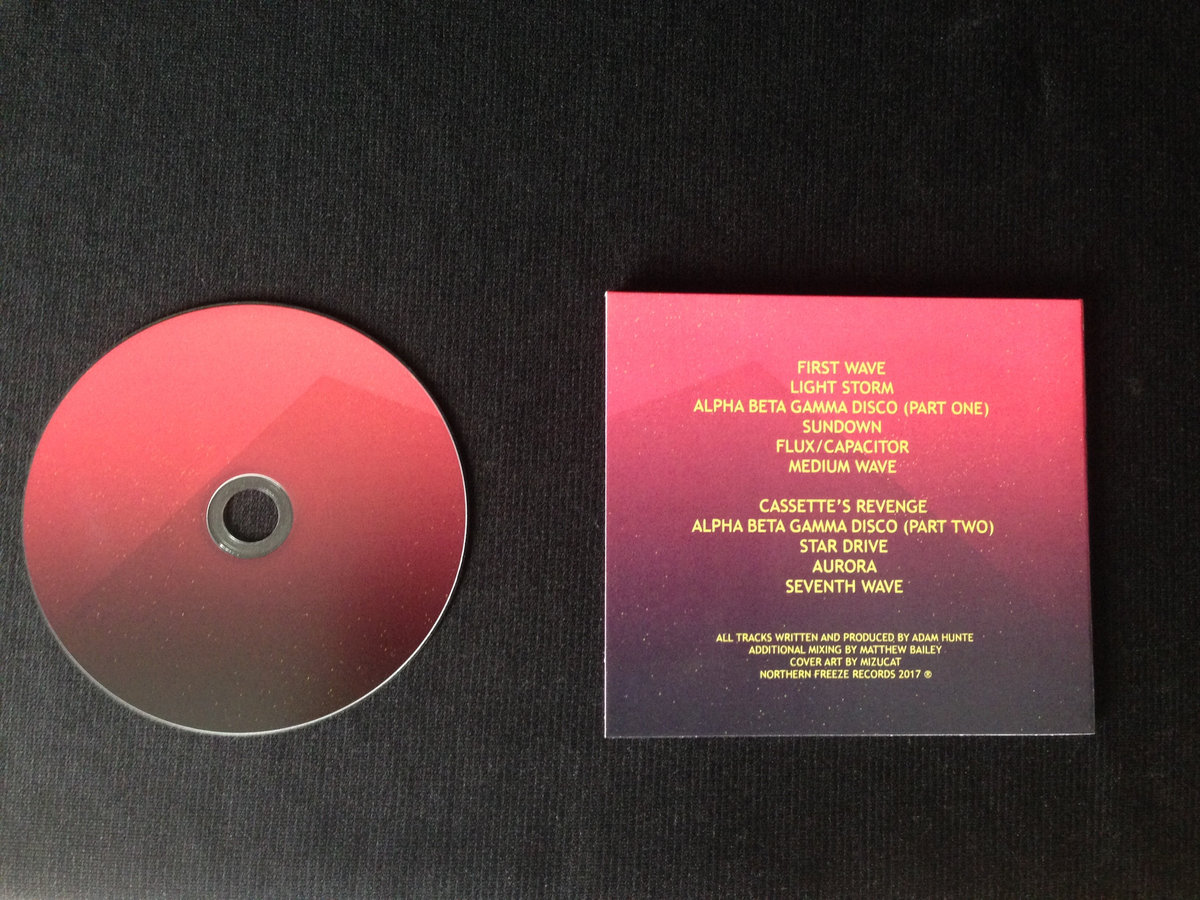 FIRST WAVE
LIGHT STORM
ALPHA BETA GAMMA DISCO (PART ONE)
SUNDOWN
FLUX/CAPACITOR
MEDIUM WAVE
CASSETTE'S REVENGE
ALPHA BETA GAMMA DISCO (PART TWO)
STAR DRIVE
AURORA
SEVENTH WAVE
ALL TRACKS WRITTEN AND PRODUCED BY ADAM HUNTE
ADDITIONAL MIXING BY MATTHEW BAILEY
COVER ART BY MIZUCAT
NORTHERN FREEZE RECORDS 2017 ®